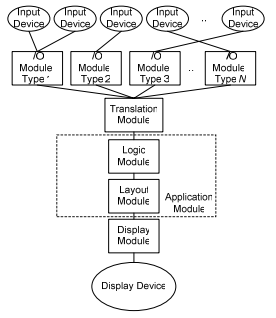 Input
Device
Input
Device
Input
Device
Input
Device
..
Input
Device
I/O
Module
Type 1
I/O
Module
Type 2
I/O
Module
Type 3
..
I/O
Module
Type N
Translation
Module
Logic
Module
Layout
Module
Application
Module
Display
Module
Display Device